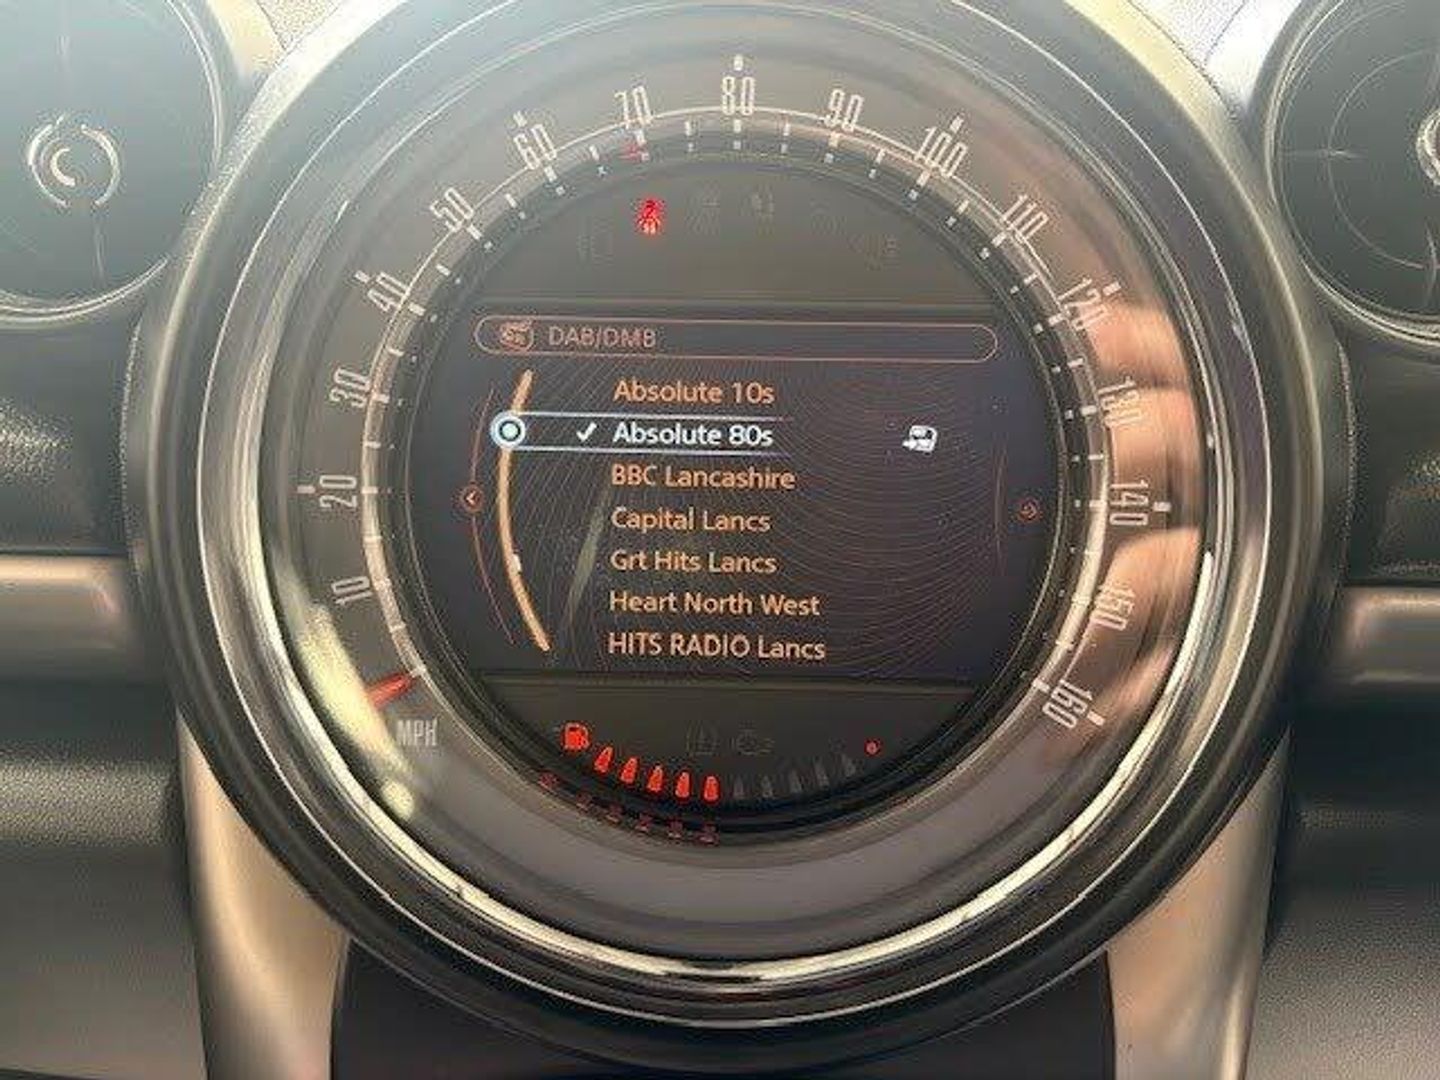 80
70
90
60
100
50
110
40
120
DAB/DMB
30
Absolute 10s
130
Absolute 80s
BBC Lancashire
20
140
Capital Lancs
Grt Hits Lancs
10
Heart North West
150
HITS RADIO Lancs
160
MPH